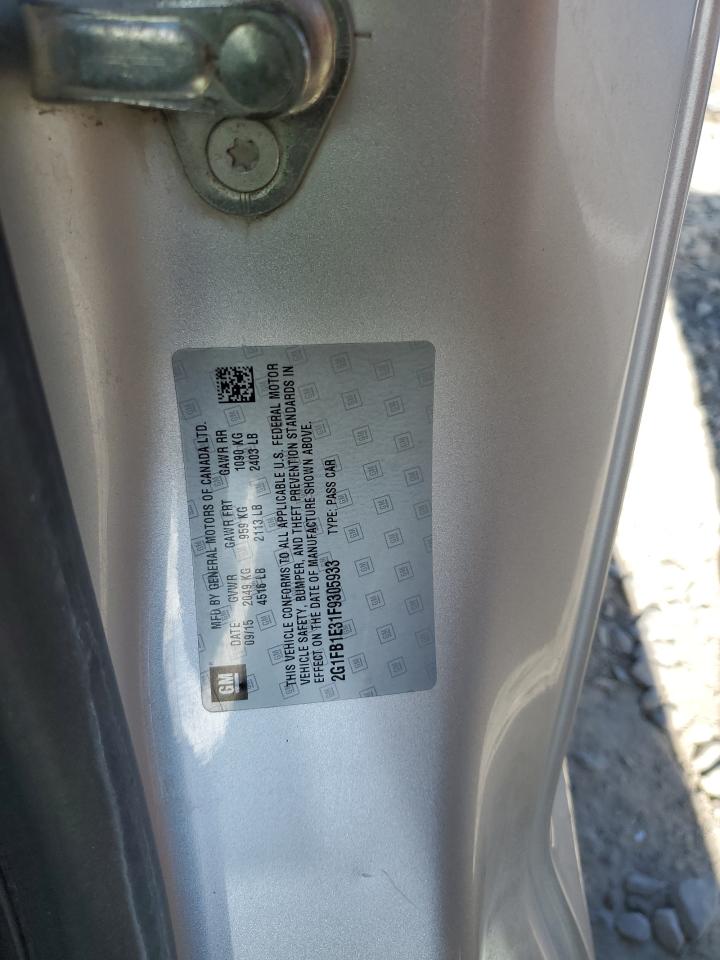 MFD BY GENERAL MOTORS OF CANADA LTD.
DATE GVWR GAWR FRT GAWR RR
09/15 2049 KG 959 KG 1090 KG
4516 LB 2113 LB 2403 LB
GM
THIS VEHICLE CONFORMS TO ALL APPLICABLE U.S. FEDERAL MOTOR
VEHICLE SAFETY, BUMPER, AND THEFT PREVENTION STANDARDS IN
EFFECT ON THE DATE OF MANUFACTURE SHOWN ABOVE.
2G1FB1E31F9305933 TYPE: PASS CAR